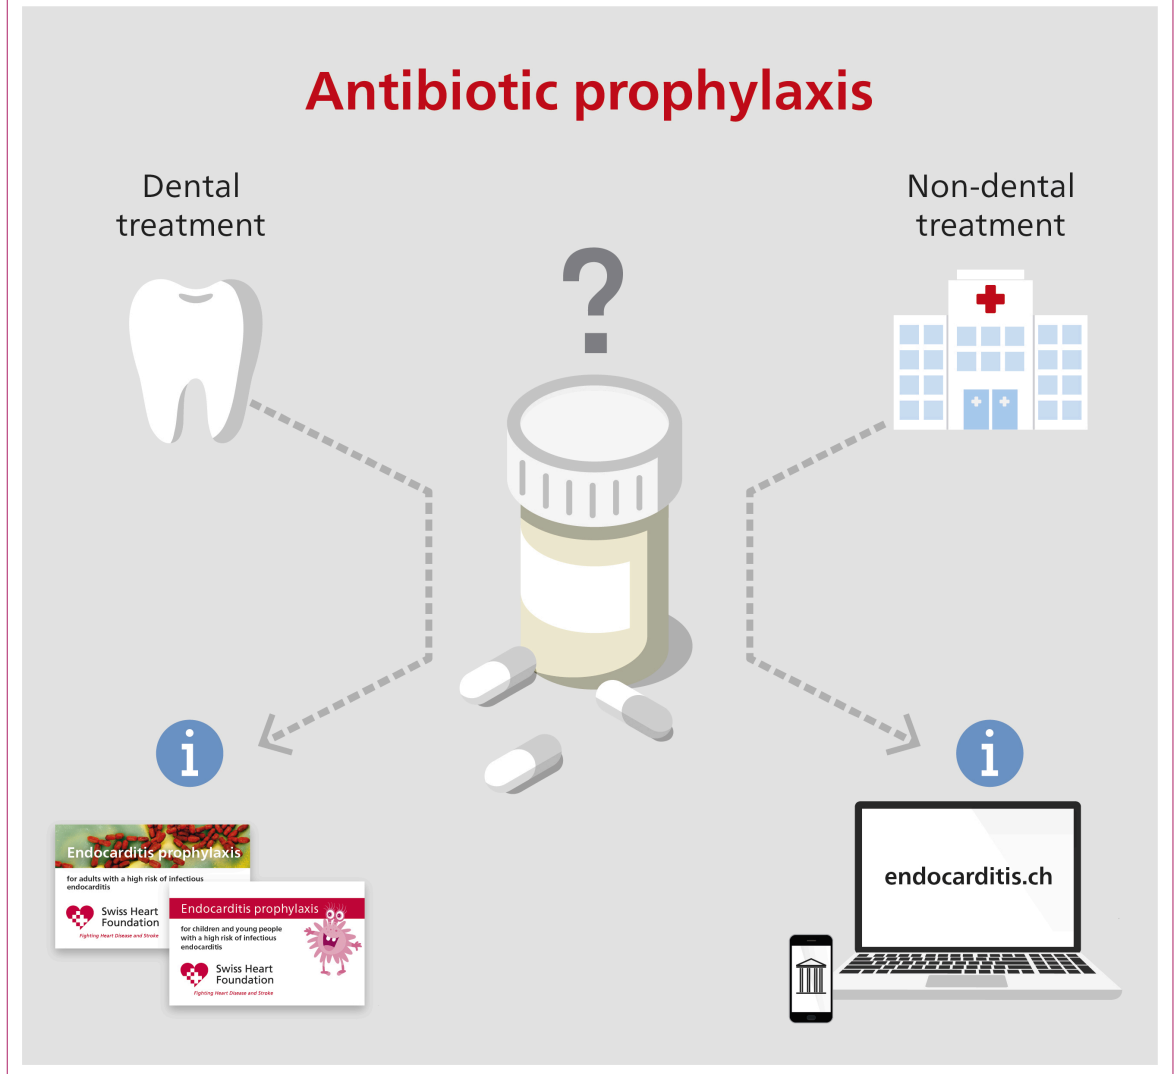 Antibiotic prophylaxis
Dental
treatment
Non-dental
treatment
?
i
i
Endocarditis prophylaxis
for adults with a high risk of infectious
endocarditis
Swiss Heart
Foundation
Fighting Heart Disease and Stroke
Endocarditis prophylaxis
for children and young people
with a high risk of infectious
endocarditis
Swiss Heart
Foundation
Fighting Heart Disease and Stroke
endocarditis.ch